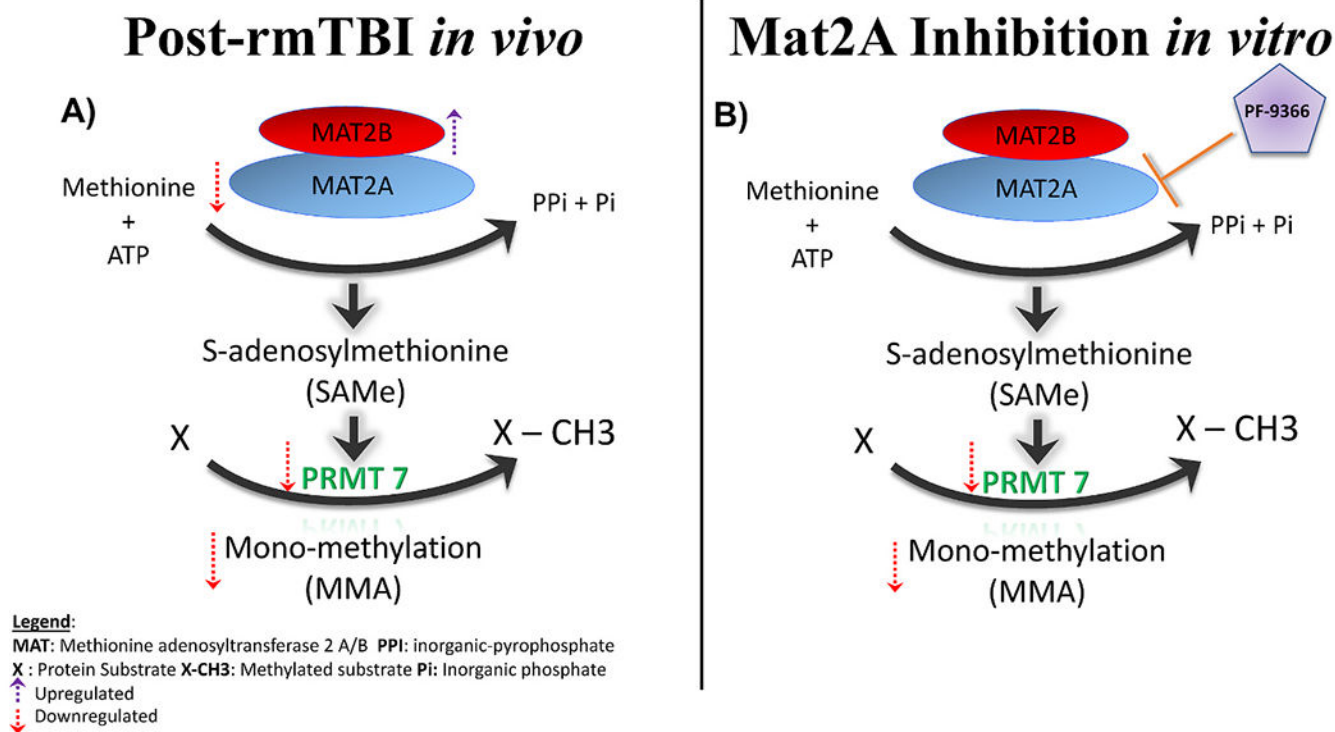 Post-rmTBI in vivo
A)
MAT2B
MAT2A
Methionine
+
ATP
PPi + Pi
S-adenosylmethionine
(SAMe)
X
X – CH3
PRMT 7
Mono-methylation
(MMA)
Legend:
MAT: Methionine adenosyltransferase 2 A/B PPI: inorganic-pyrophosphate
X : Protein Substrate X-CH3: Methylated substrate Pi: Inorganic phosphate
Upregulated
Downregulated
Mat2A Inhibition in vitro
B)
PF-9366
MAT2B
MAT2A
Methionine
+
ATP
PPi + Pi
S-adenosylmethionine
(SAMe)
X
X – CH3
PRMT 7
Mono-methylation
(MMA)